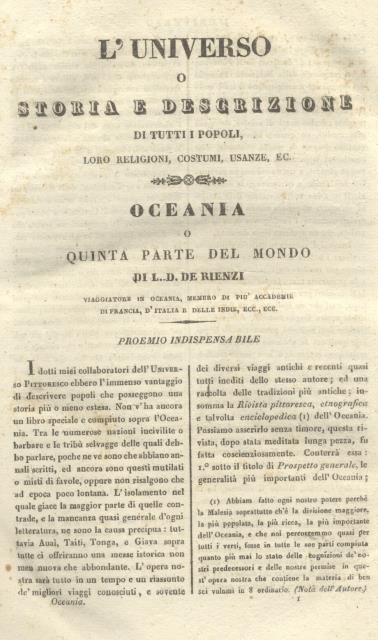 L' UNIVERSO
O
STORIA E DESCRIZIONE
DI TUTTI I POPOLI,
LORO RELIGIONI, COSTUMI, USANZE, EC.
OCEANIA
O
QUINTA PARTE DEL MONDO
DI L. D. DE RIENZI
VIAGGIATORE IN OCEANIA, MEMBRO DI PIU' ACCADEMIE
DI FRANCIA, D'ITALIA E DELLE INDIE, ECC., ECC.
PROEMIO INDISPENSABILE
I dotti miei collaboratori dell' UNIVER-
SO PITTORESCO ebbero l'immenso vantaggio
di descrivere popoli che posseggono una
storia più o meno estesa. Non v'ha ancora
un libro speciale e compiuto sopra l'Ocea-
nia. Tra le numerose nazioni incivilite o
barbare e le tribù selvagge delle quali deb-
bo parlare, poche ne ve sono che abbiano an-
nali scritti, ed ancora sono questi mutilati
o misti di favole, oppure non risalgono che
ad epoca poco lontana. L'isolamento nel
quale giace la maggior parte di quelle con-
trade, e la mancanza quasi generale d'ogni
letteratura, ne sono la causa precipua: tut-
tavia Auai, Taiti, Tonga, e Giava sopra
tutte ci offriranno una messe istorica non
men nuova che abbondante. L'opera no-
stra sarà tutto in un tempo e un riassunto
de' migliori viaggi conosciuti, e sovente
Oceania.
dei diversi viaggi antichi e recenti quasi
tutti inediti dello stesso autore; ed una
raccolta delle tradizioni più antiche; in-
somma la Rivista pittoresca, etnografica
e talvolta enciclopedica (1) dell'Oceania.
Possiamo asserirlo senza timore, questa ri-
vista, dopo stata meditata lunga pezza, fu
fatta coscienziosamente. Conterrà essa:
1.° sotto il titolo di Prospetto generale, le
generalità più importanti dell'Oceania;
(1) Abbiam fatto ogni nostro potere perchè
la Malesia soprattutto ch'è la divisione maggiore,
la più popolata, la più ricca, la più importante
dell'Oceania, e che noi percorremmo quasi per
tutti i versi, fosse in tutte le sue parti compiuta
quanto più mai lo stato delle cognizioni de' no-
stri predecessori e delle nostre permise in que-
st'opera nostra che contiene la materia di ben
sei volumi in 8 ordinario. (Nota dell'Autore.)
1